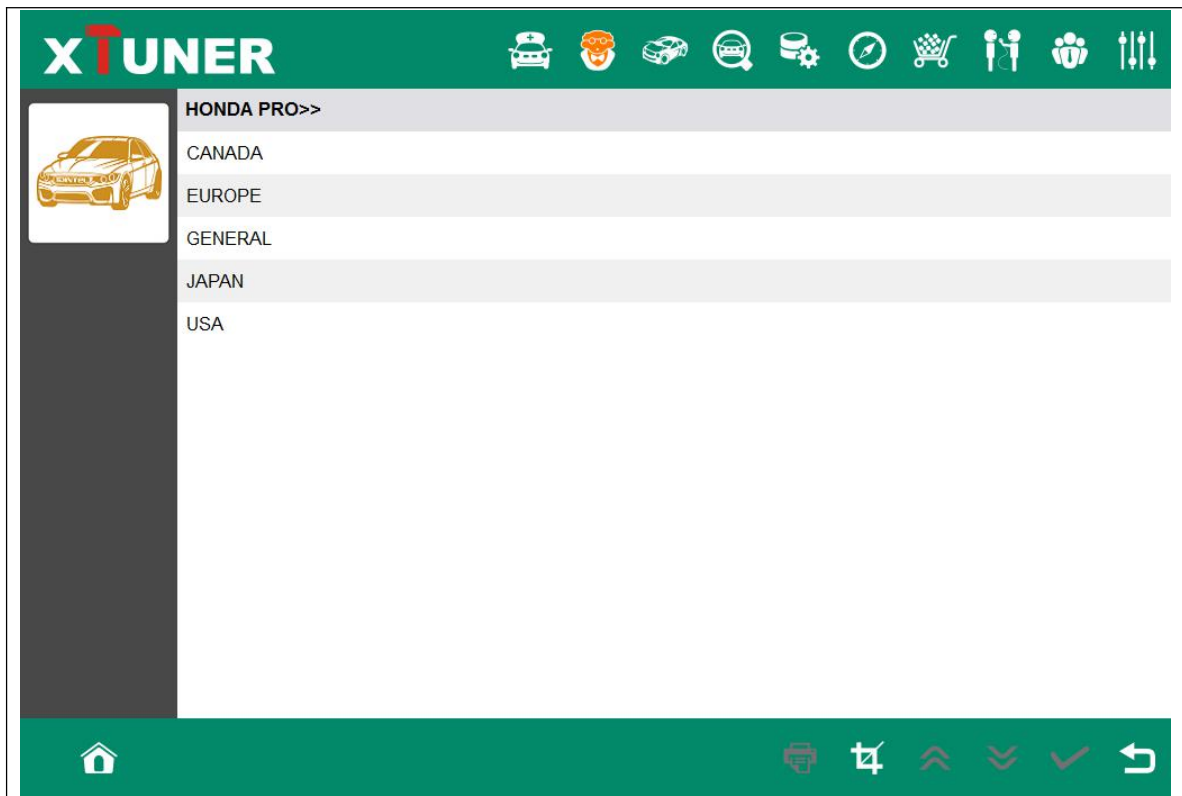 XTUNER
HONDA PRO>>
CANADA
EUROPE
GENERAL
JAPAN
USA